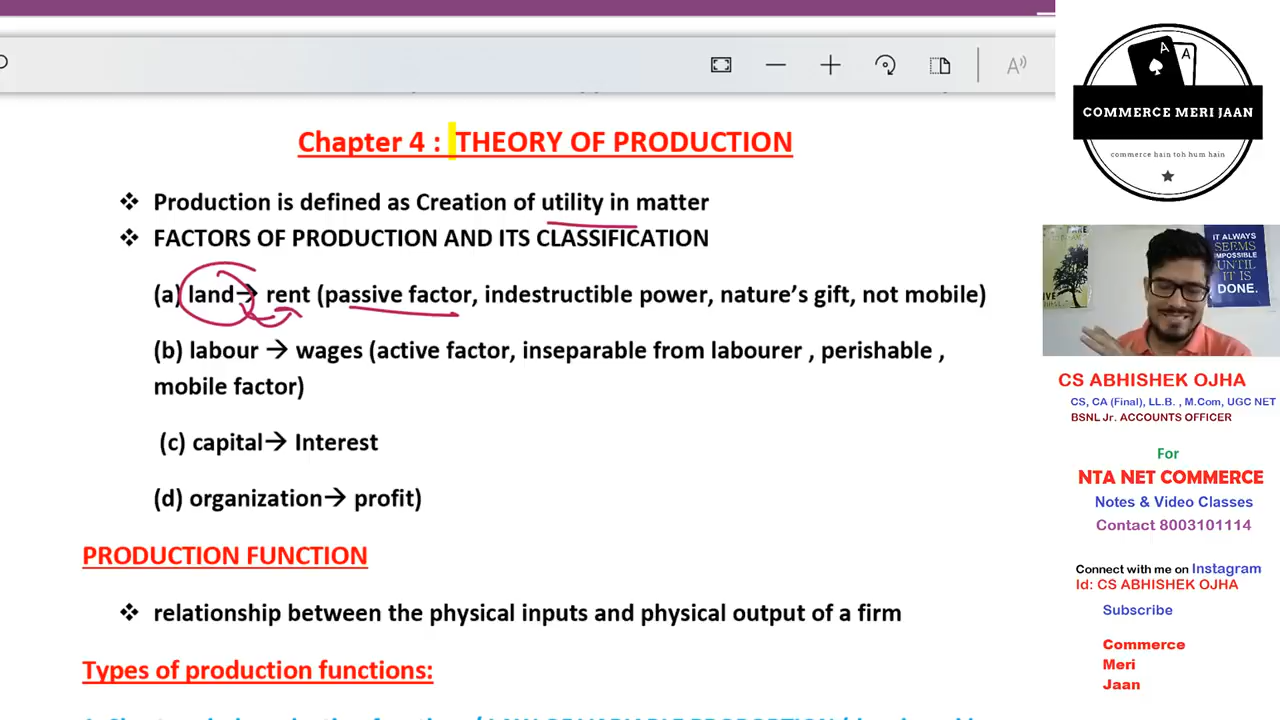 Chapter 4 : THEORY OF PRODUCTION
❖ Production is defined as Creation of utility in matter
❖ FACTORS OF PRODUCTION AND ITS CLASSIFICATION
(a) land→ rent (passive factor, indestructible power, nature's gift, not mobile)
(b) labour → wages (active factor, inseparable from labourer , perishable ,
mobile factor)
(c) capital→ Interest
(d) organization→ profit)
PRODUCTION FUNCTION
❖ relationship between the physical inputs and physical output of a firm
Types of production functions:
A A
COMMERCE MERI JAAN
commerce hain toh hum hain
IT ALWAYS
SEEMS
IMPOSSIBLE
UNTIL
IT IS
DONE.
CS ABHISHEK OJHA
CS, CA (Final), LL.B. , M.Com, UGC NET
BSNL Jr. ACCOUNTS OFFICER
For
NTA NET COMMERCE
Notes & Video Classes
Contact 8003101114
Connect with me on Instagram
Id: CS ABHISHEK OJHA
Subscribe
Commerce
Meri
Jaan